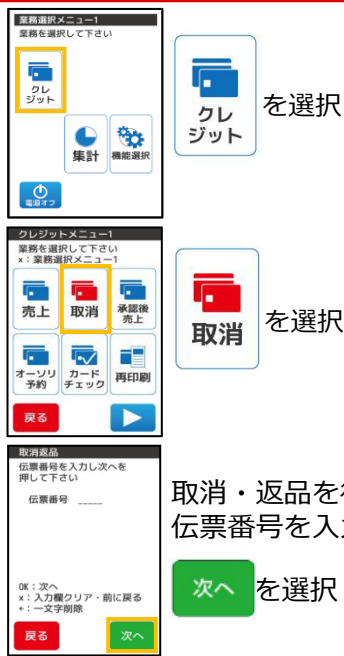 業務選択メニュー1
業務を選択して下さい
クレ
ジット
集計
機能選択
電源オフ
クレ
ジット
を選択
クレジットメニュー1
業務を選択して下さい
×：業務選択メニュー1
売上
取消
承認後
売上
オーソリ
予約
カード
チェック
再印刷
戻る
取消
を選択
取消返品
伝票番号を入力し次へを
押して下さい
伝票番号 _____
OK：次へ
×：入力欄クリア・前に戻る
←：一文字削除
戻る
次へ
取消・返品を
伝票番号を入
次へ
を選択